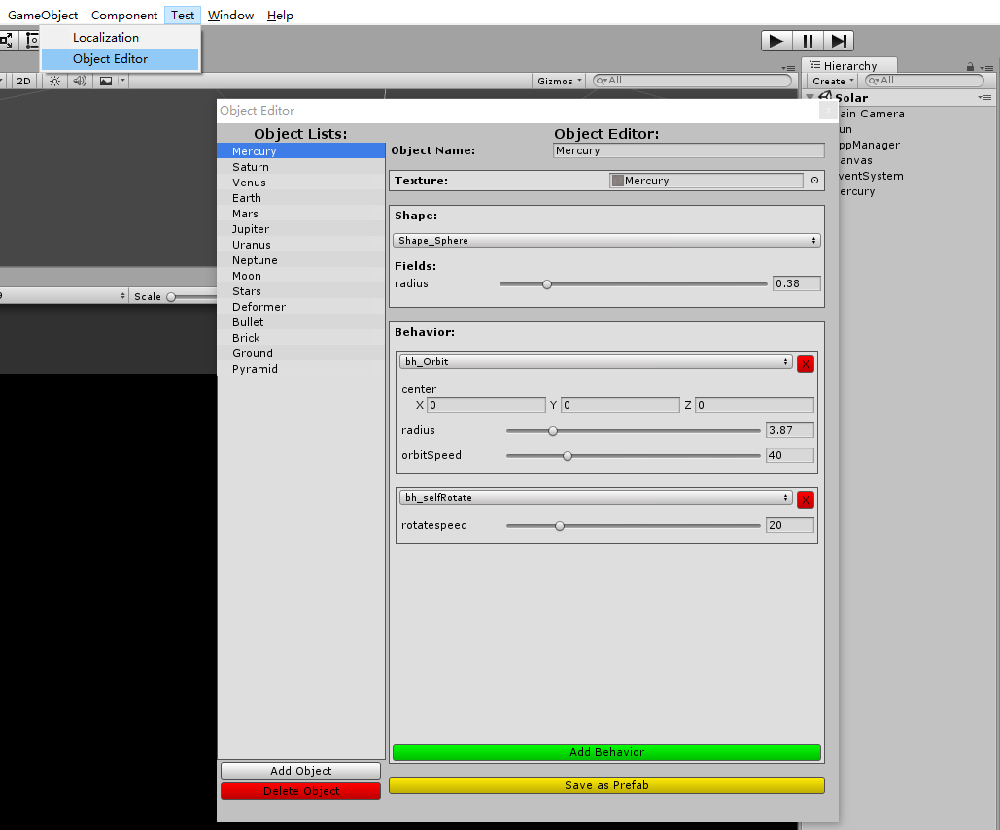 GameObject Component Test Window Help
Localization
Object Editor
2D Gizmos All
Hierarchy
Create All
Solar
ain Camera
un
ppManager
anvas
ventSystem
ercury
Scale
Object Editor
Object Lists:
Mercury
Saturn
Venus
Earth
Mars
Jupiter
Uranus
Neptune
Moon
Stars
Deformer
Bullet
Brick
Ground
Pyramid
Add Object
Delete Object
Object Editor:
Object Name: Mercury
Texture: Mercury
Shape:
Shape_Sphere
Fields:
radius 0.38
Behavior:
bh_Orbit X
center
X 0 Y 0 Z 0
radius 3.87
orbitSpeed 40
bh_selfRotate X
rotatespeed 20
Add Behavior
Save as Prefab